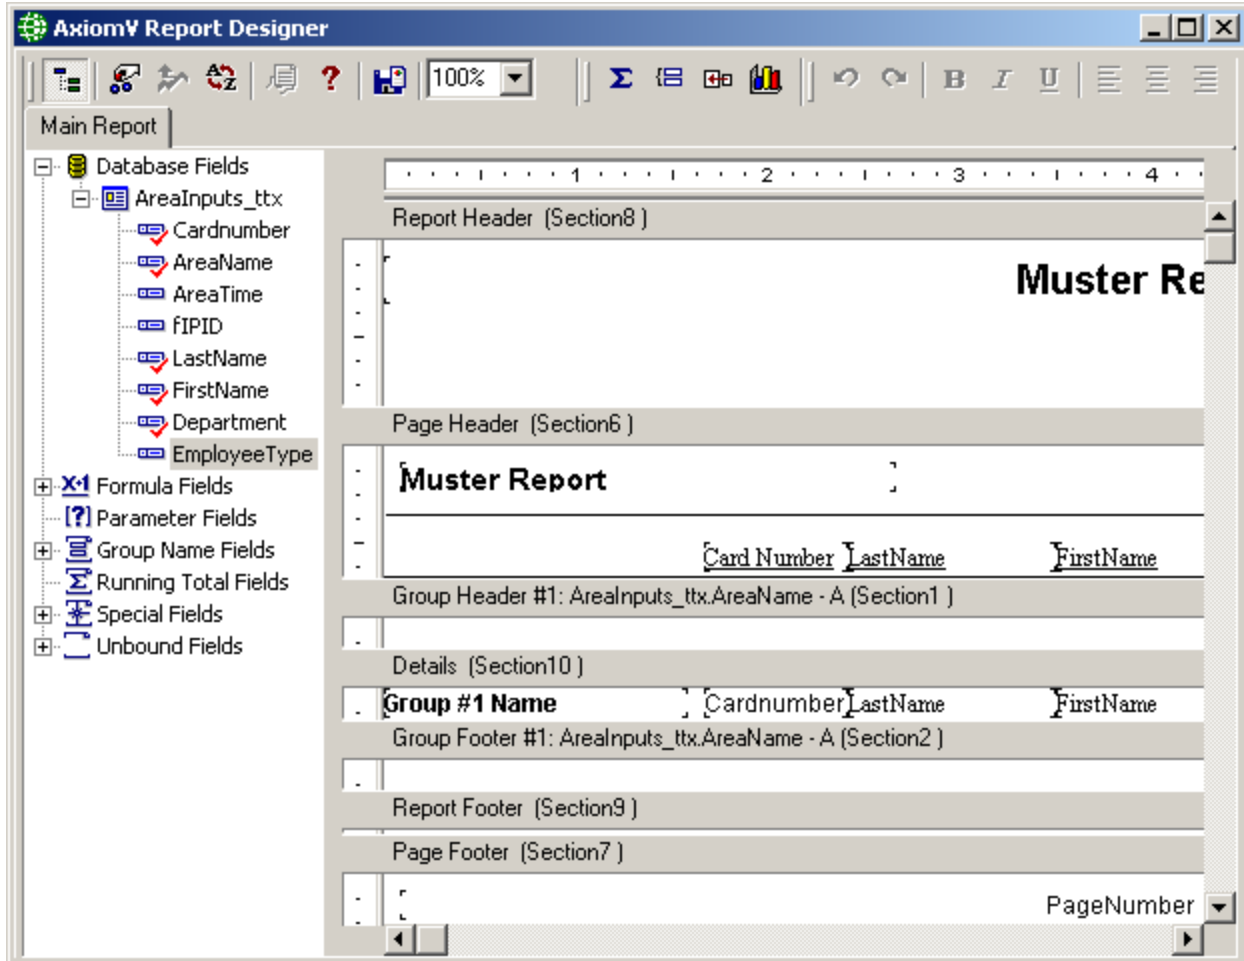 AxiomV Report Designer
100%
B I U
Main Report
Database Fields
AreaInputs_ttx
Cardnumber
AreaName
AreaTime
fIPID
LastName
FirstName
Department
EmployeeType
Formula Fields
Parameter Fields
Group Name Fields
Running Total Fields
Special Fields
Unbound Fields
1 2 3 4
Report Header (Section8 )
Muster Re
Page Header (Section6 )
Muster Report
Card Number LastName FirstName
Group Header #1: AreaInputs_ttx.AreaName - A (Section1 )
Details (Section10 )
Group #1 Name Cardnumber LastName FirstName
Group Footer #1: AreaInputs_ttx.AreaName - A (Section2 )
Report Footer (Section9 )
Page Footer (Section7 )
PageNumber